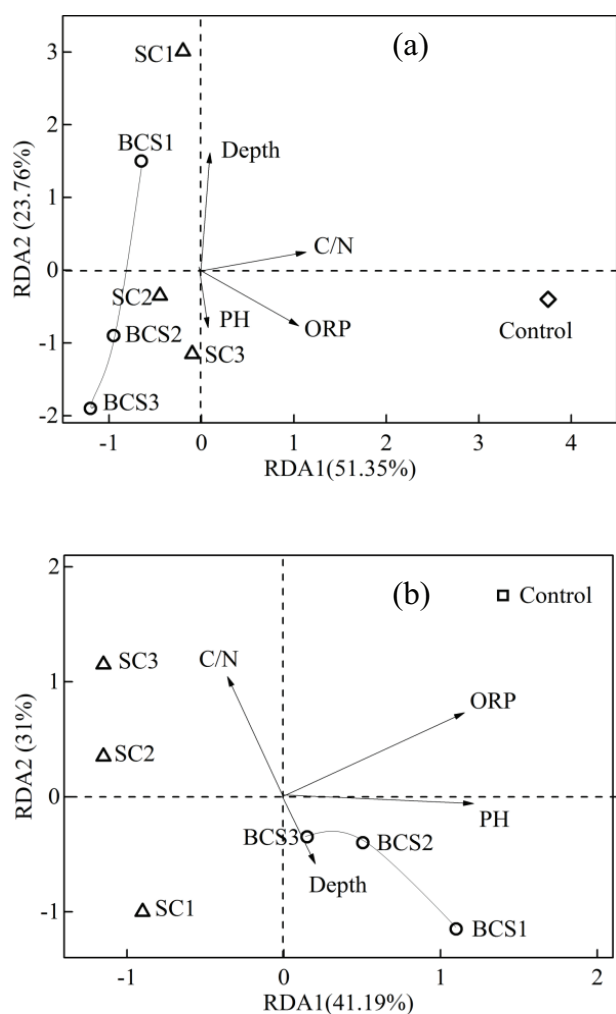 (a)
3
2
1
0
-1
-2
RDA2 (23.76%)
SC1
BCS1
Depth
C/N
SC2
BCS2
PH
ORP
SC3
Control
BCS3
-1
0
1
2
3
4
RDA1(51.35%)
(b)
2
1
0
-1
RDA2 (31%)
Control
SC3
C/N
ORP
SC2
PH
BCS3
BCS2
Depth
SC1
BCS1
-1
0
1
2
RDA1(41.19%)